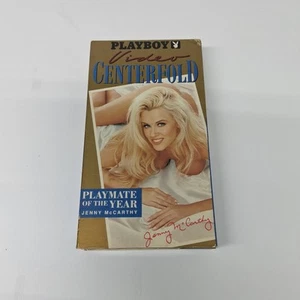 PLAYBOY
Video
CENTERFOLD
PLAYMATE
OF THE YEAR
JENNY McCARTHY
Jenny McCarthy